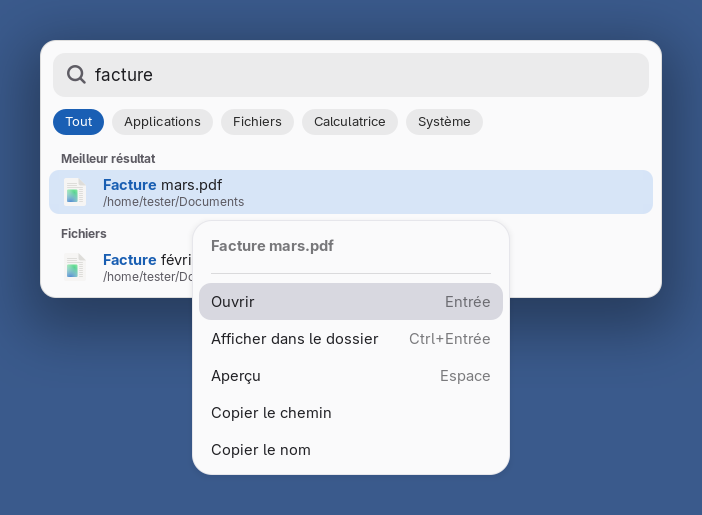 facture
Tout Applications Fichiers Calculatrice Système
Meilleur résultat
Facture mars.pdf
/home/tester/Documents
Fichiers
Facture
/home/tester/
Facture mars.pdf
Ouvrir Entrée
Afficher dans le dossier Ctrl+Entrée
Aperçu Espace
Copier le chemin
Copier le nom